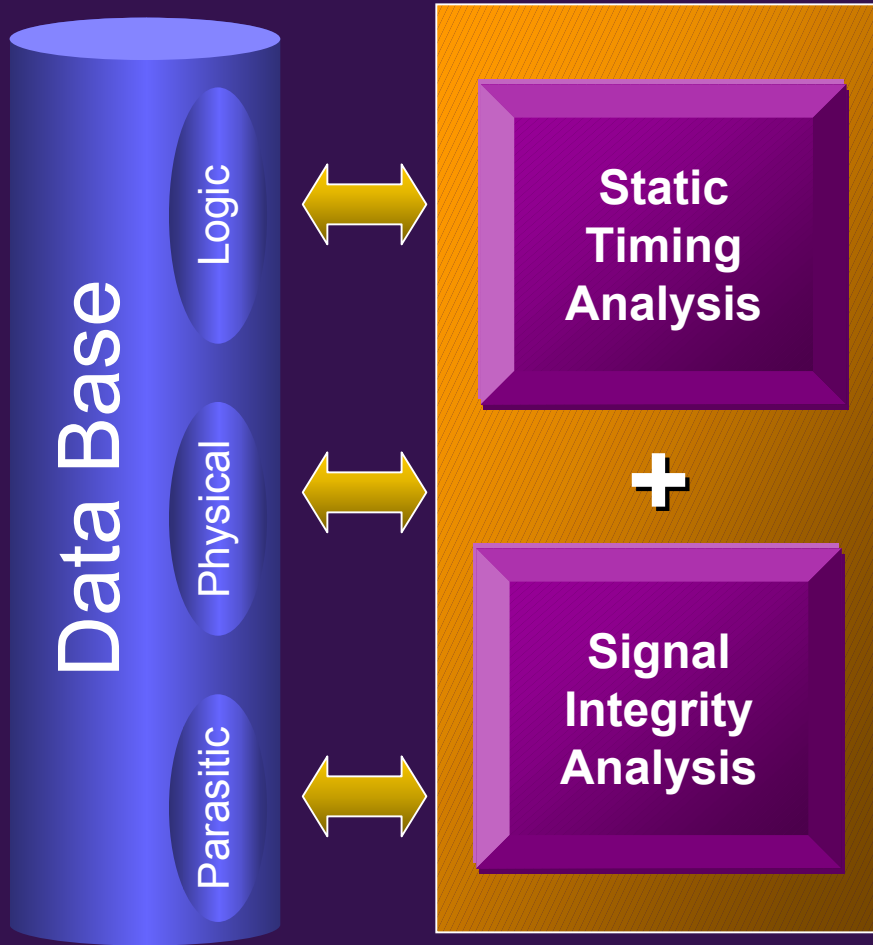 Data Base
Logic
Physical
Parasitic
Static
Timing
Analysis
+
Signal
Integrity
Analysis